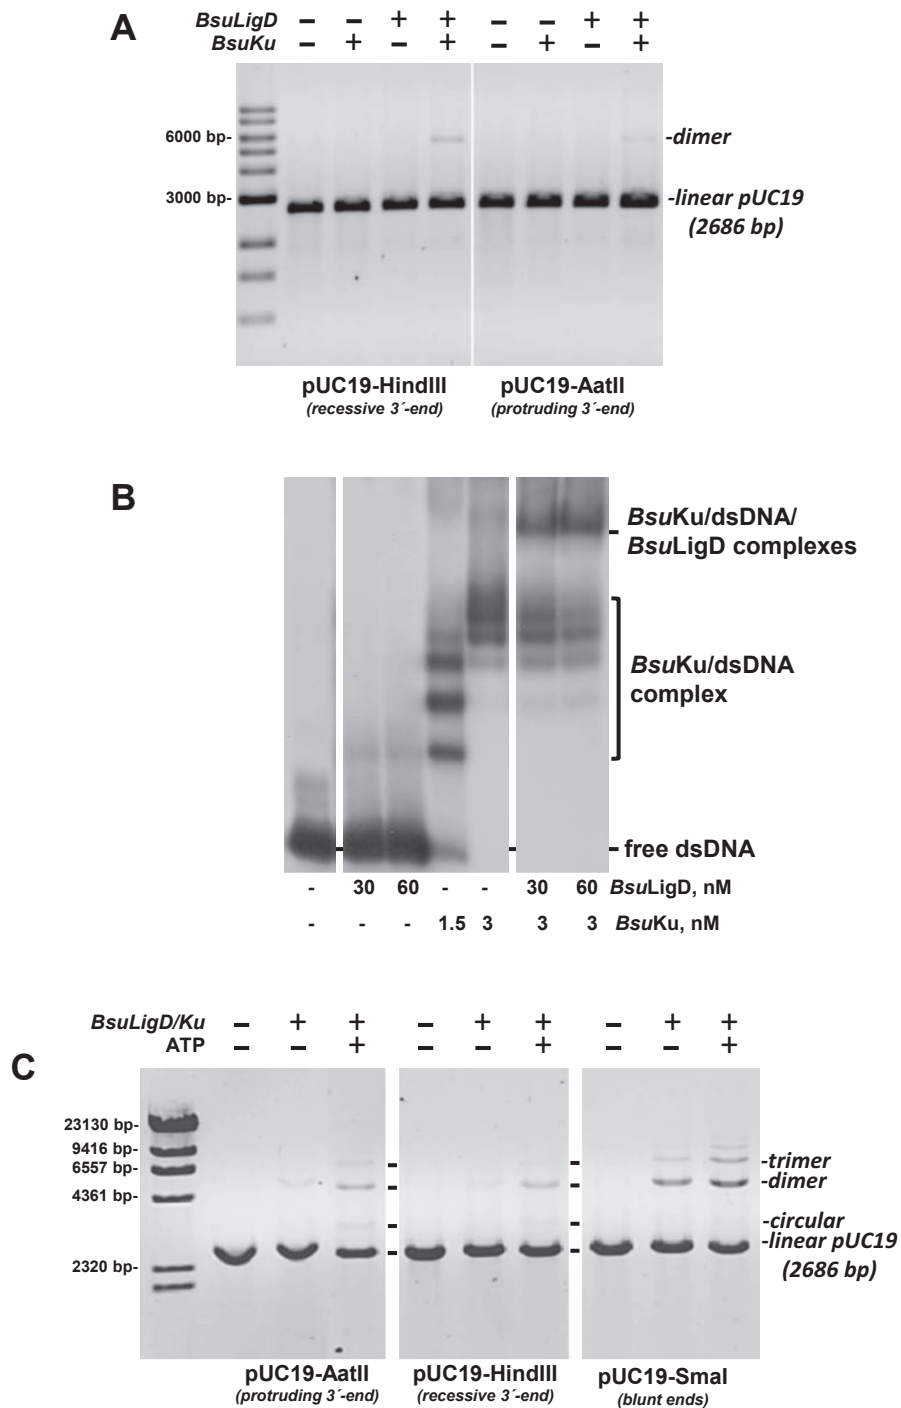 A
BsuLigD – – + + – – + +
BsuKu – + – + – + – +
6000 bp-
-dimer
3000 bp-
-linear pUC19
(2686 bp)
pUC19-HindIII
(recessive 3´-end)
pUC19-AatII
(protruding 3´-end)
B
BsuKu/dsDNA/
BsuLigD complexes
BsuKu/dsDNA
complex
free dsDNA
- 30 60 - - 30 60 BsuLigD, nM
- - - 1.5 3 3 3 BsuKu, nM
C
BsuLigD/Ku – + + – + + – + +
ATP – – + – – + – – +
23130 bp-
9416 bp-
6557 bp-
4361 bp-
2320 bp-
-trimer
-dimer
-circular
-linear pUC19
(2686 bp)
pUC19-AatII
(protruding 3´-end)
pUC19-HindIII
(recessive 3´-end)
pUC19-SmaI
(blunt ends)